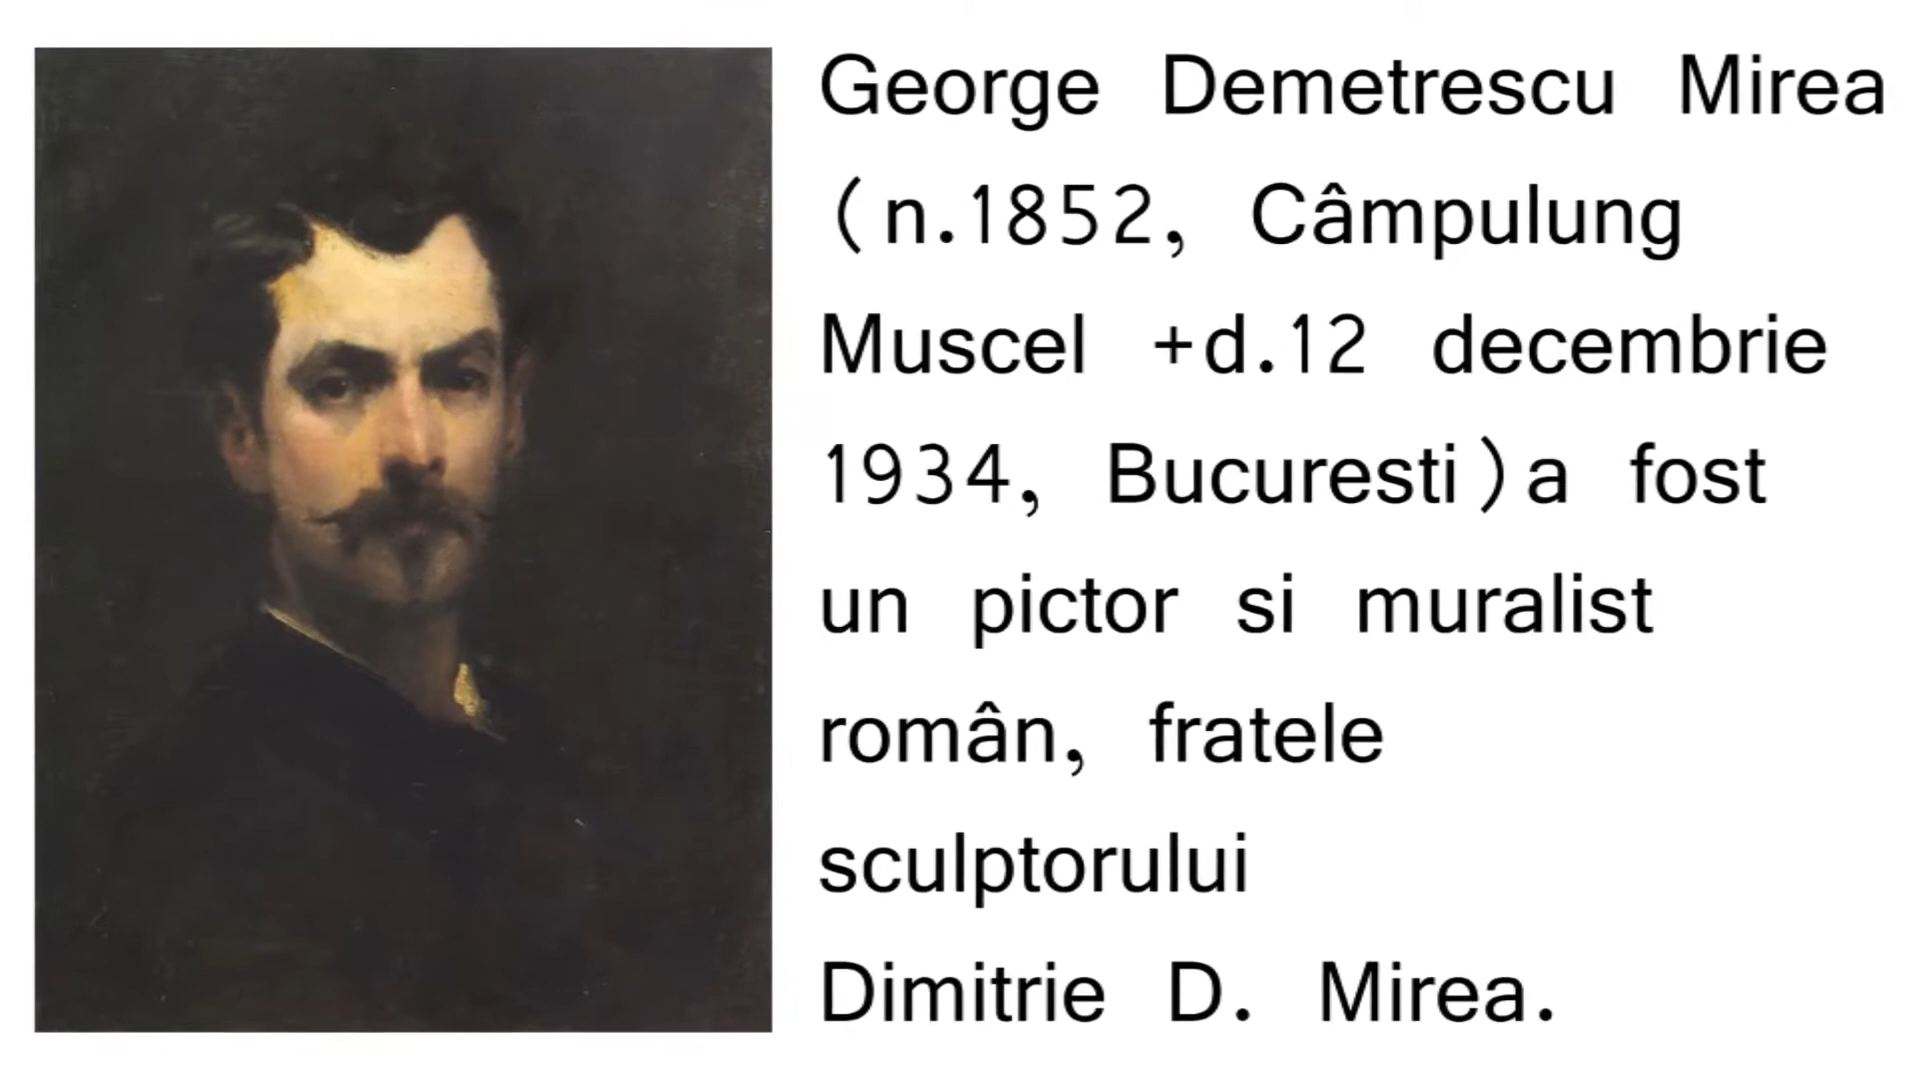 George Demetrescu Mirea
(n.1852, Câmpulung
Muscel +d.12 decembrie
1934, Bucuresti)a fost
un pictor si muralist
român, fratele
sculptorului
Dimitrie D. Mirea.